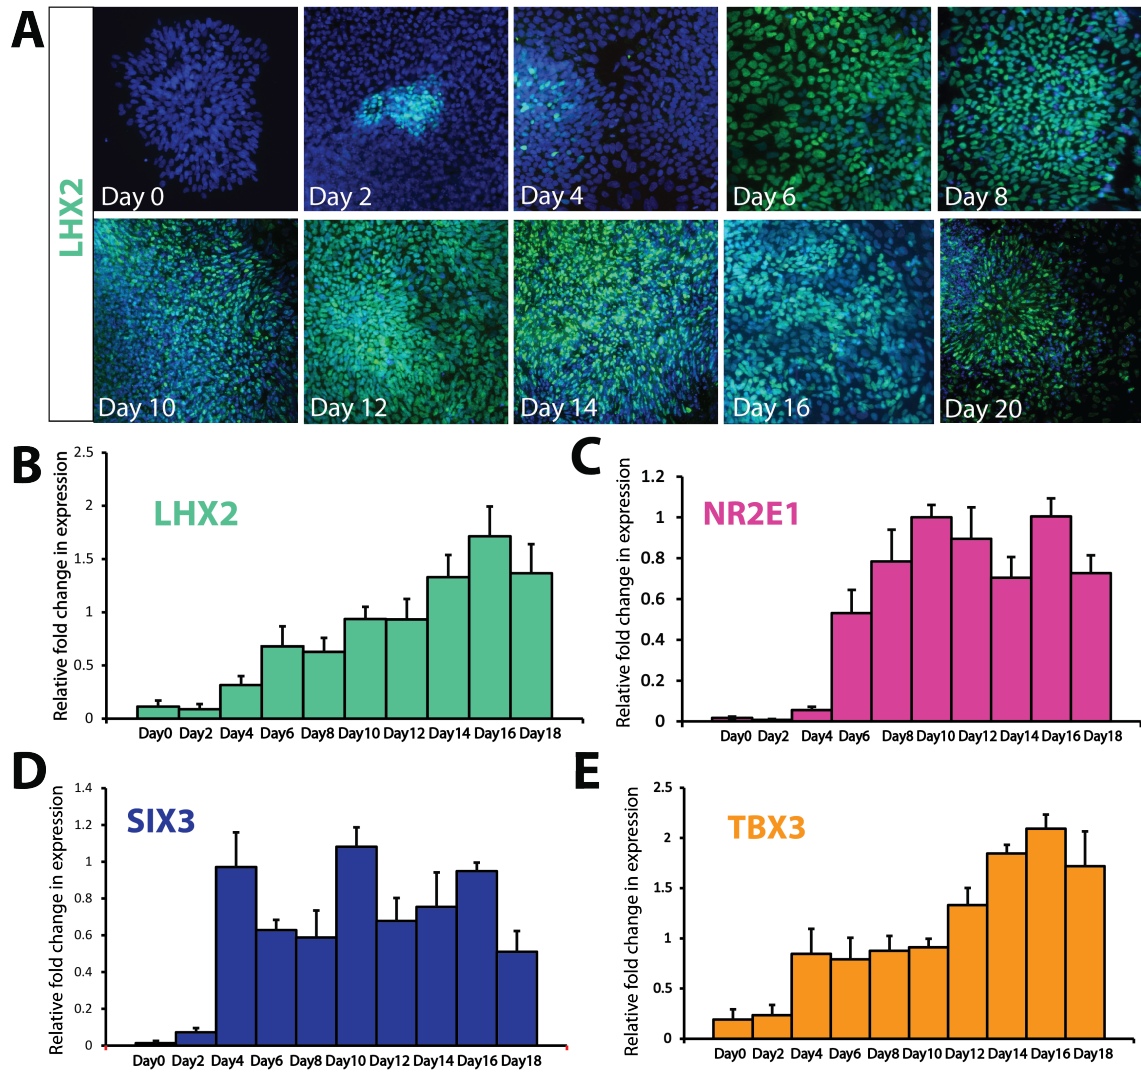 A
LHX2
Day 0
Day 2
Day 4
Day 6
Day 8
Day 10
Day 12
Day 14
Day 16
Day 20
B
Relative fold change in expression
LHX2
2.5
2
1.5
1
0.5
0
Day0 Day2 Day4 Day6 Day8 Day10 Day12 Day14 Day16 Day18
C
Relative fold change in expression
NR2E1
1.2
1
0.8
0.6
0.4
0.2
0
Day0 Day2 Day4 Day6 Day8 Day10 Day12 Day14 Day16 Day18
D
Relative fold change in expression
SIX3
1.4
1.2
1
0.8
0.6
0.4
0.2
0
Day0 Day2 Day4 Day6 Day8 Day10 Day12 Day14 Day16 Day18
E
Relative fold change in expression
TBX3
2.5
2
1.5
1
0.5
0
Day0 Day2 Day4 Day6 Day8 Day10 Day12 Day14 Day16 Day18